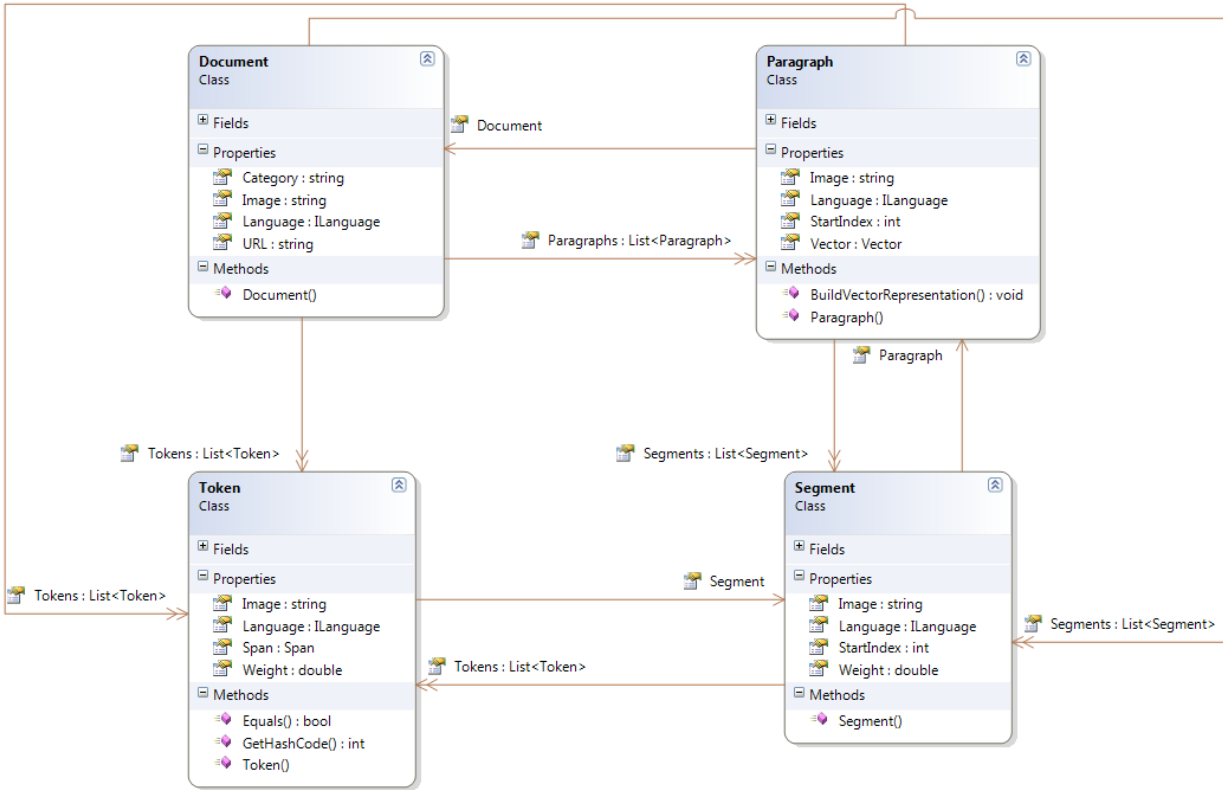 Document
Class
Fields
Properties
Category : string
Image : string
Language : ILanguage
URL : string
Methods
Document()
Document
Paragraphs : List<Paragraph>
Paragraph
Class
Fields
Properties
Image : string
Language : ILanguage
StartIndex : int
Vector : Vector
Methods
BuildVectorRepresentation() : void
Paragraph()
Paragraph
Tokens : List<Token>
Segments : List<Segment>
Token
Class
Fields
Properties
Image : string
Language : ILanguage
Span : Span
Weight : double
Methods
Equals() : bool
GetHashCode() : int
Token()
Tokens : List<Token>
Segment
Tokens : List<Token>
Segment
Class
Fields
Properties
Image : string
Language : ILanguage
StartIndex : int
Weight : double
Methods
Segment()
Segments : List<Segment>